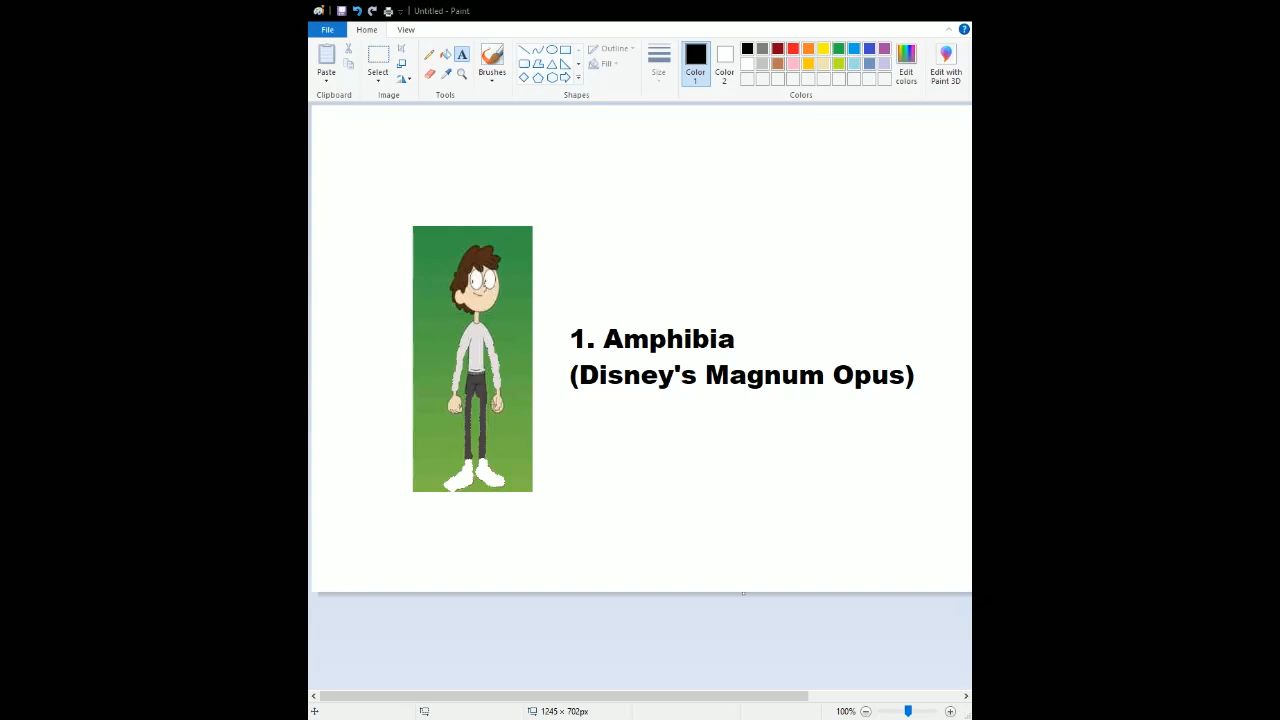 Untitled - Paint
File Home View
Paste
Select
Brushes
Outline
Fill
Size
Color 1
Color 2
Edit colors
Edit with Paint 3D
Clipboard
Image
Tools
Shapes
Colors
A
1. Amphibia
(Disney's Magnum Opus)
1245 × 702px
100%